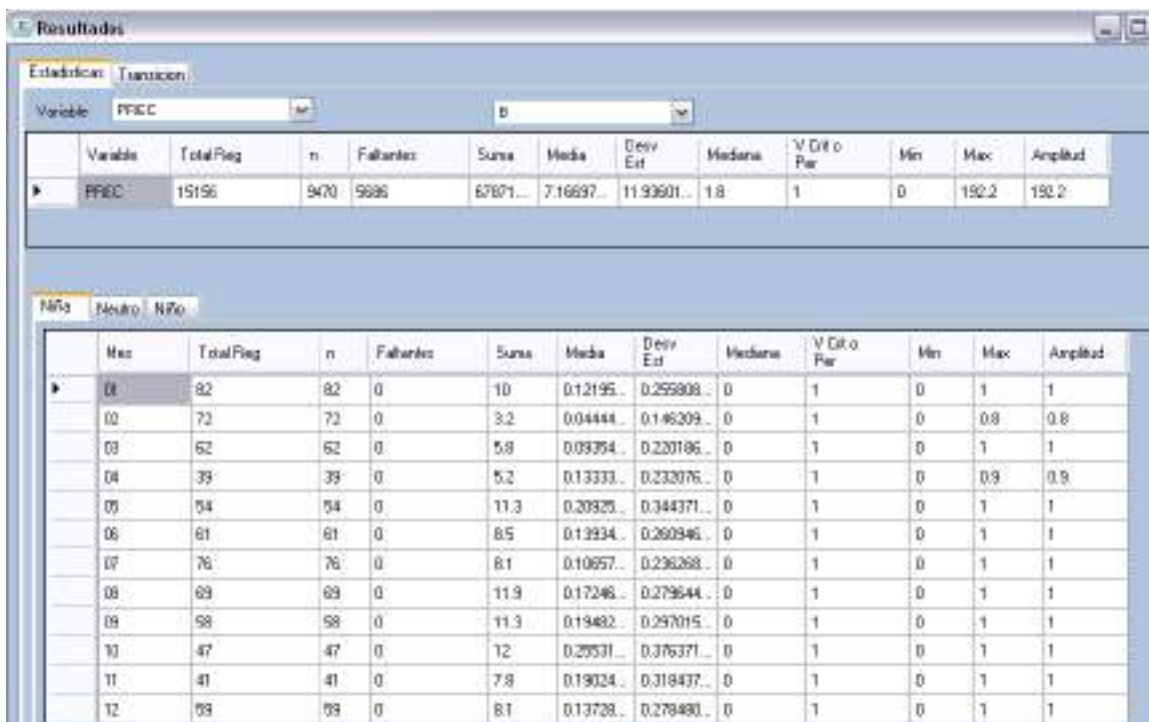 Resultados
Estadisticas Transicion
Variable PREC B
Variable Total Reg n Faltantes Suma Media Desv Est Mediana V Crit o Per Min Max Amplitud
PREC 15156 9470 5686 67871... 7.16697... 11.93601... 1.8 1 0 192.2 192.2
Niña Neutro Niño
Mes Total Reg n Faltantes Suma Media Desv Est Mediana V Crit o Per Min Max Amplitud
01 82 82 0 10 0.12195... 0.255808... 0 1 0 1 1
02 72 72 0 3.2 0.04444... 0.146209... 0 1 0 0.8 0.8
03 62 62 0 5.8 0.09354... 0.220186... 0 1 0 1 1
04 39 39 0 5.2 0.13333... 0.232076... 0 1 0 0.9 0.9
05 54 54 0 11.3 0.20925... 0.344371... 0 1 0 1 1
06 61 61 0 8.5 0.13934... 0.260946... 0 1 0 1 1
07 76 76 0 8.1 0.10657... 0.236268... 0 1 0 1 1
08 69 69 0 11.9 0.17246... 0.279644... 0 1 0 1 1
09 58 58 0 11.3 0.19482... 0.297015... 0 1 0 1 1
10 47 47 0 12 0.25531... 0.376371... 0 1 0 1 1
11 41 41 0 7.8 0.19024... 0.318437... 0 1 0 1 1
12 59 59 0 8.1 0.13728... 0.278480... 0 1 0 1 1